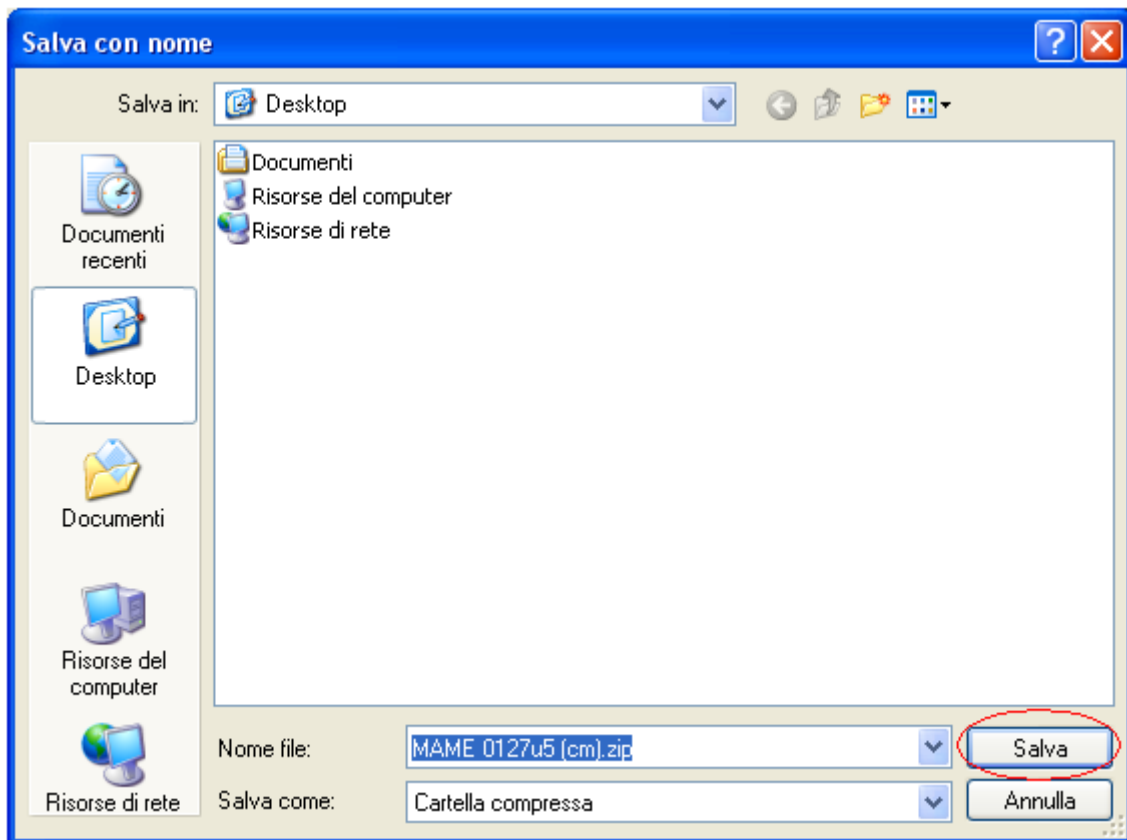 Salva con nome
Salva in:
Desktop
Documenti
Risorse del computer
Risorse di rete
Documenti
recenti
Desktop
Documenti
Risorse del
computer
Risorse di rete
Nome file:
MAME 0127u5 (cm).zip
Salva
Salva come:
Cartella compressa
Annulla